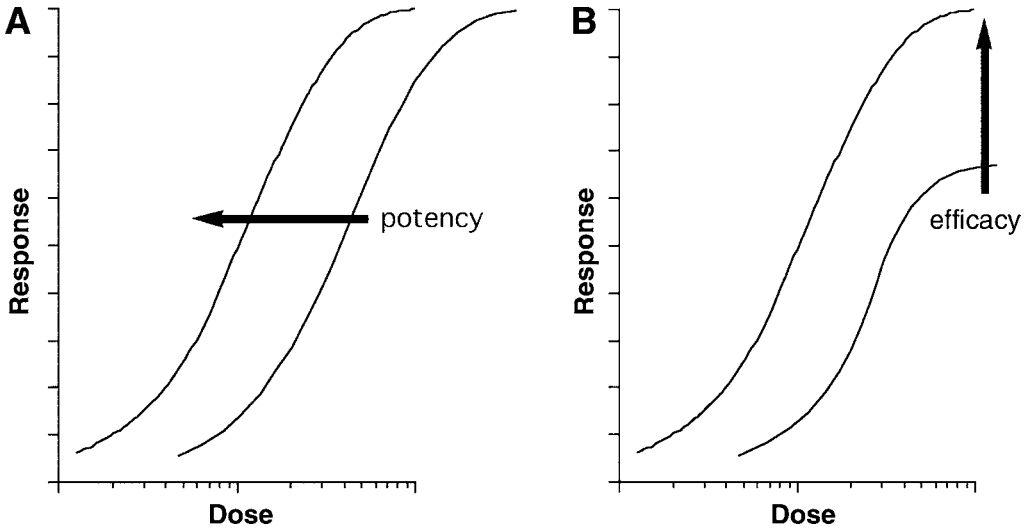 A
Response
potency
Dose
B
Response
efficacy
Dose